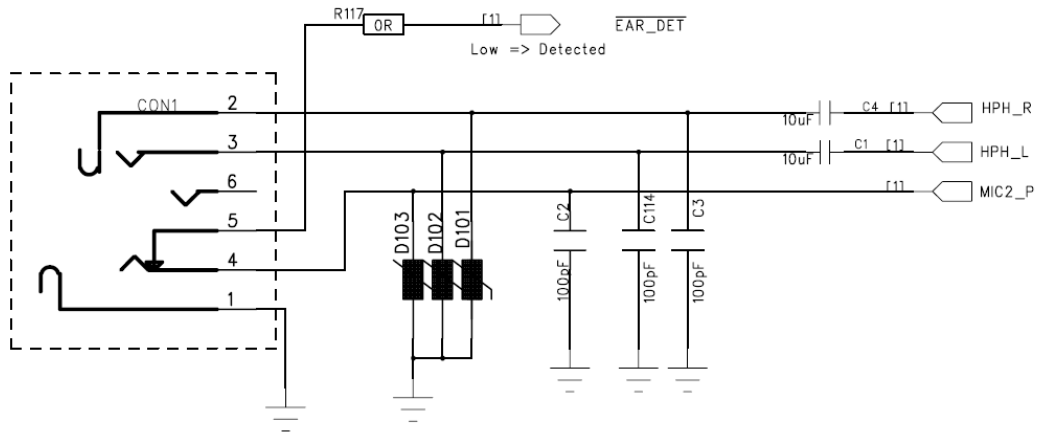 R117
0R
[1]
EAR_DET
Low => Detected
CON1
2
C4 [1]
HPH_R
10uF
3
C1 [1]
HPH_L
10uF
6
[1]
MIC2_P
5
4
1
D103
D102
D101
C2
100pF
C114
100pF
C3
100pF